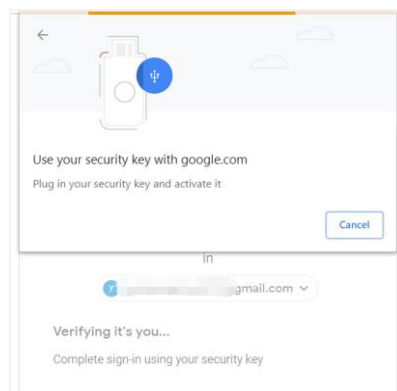 Use your security key with google.com
Plug in your security key and activate it
Cancel
in
@gmail.com
Verifying it's you...
Complete sign-in using your security key